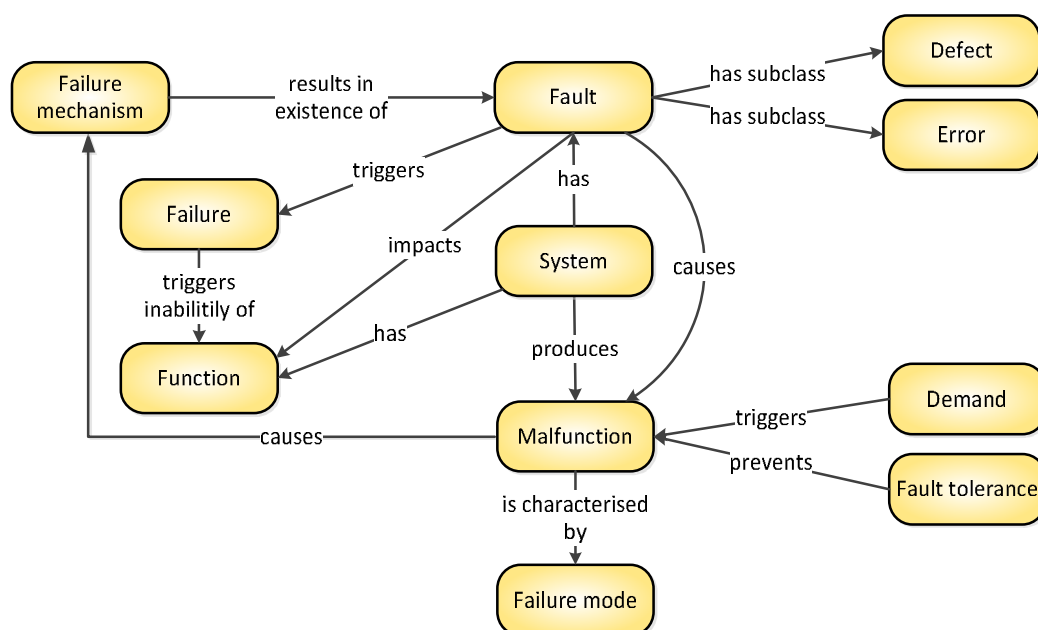 Failure
mechanism
results in
existence of
Fault
has subclass
Defect
has subclass
Error
triggers
Failure
has
impacts
System
causes
triggers
inabilitily of
has
produces
Function
Demand
triggers
causes
Malfunction
prevents
Fault tolerance
is characterised
by
Failure mode